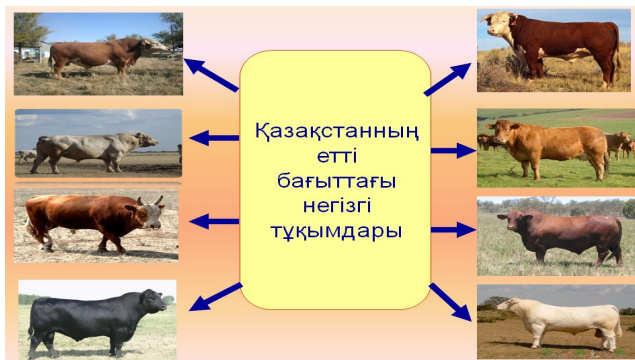 Қазақстанның
етті
бағыттағы
негізгі
тұқымдары